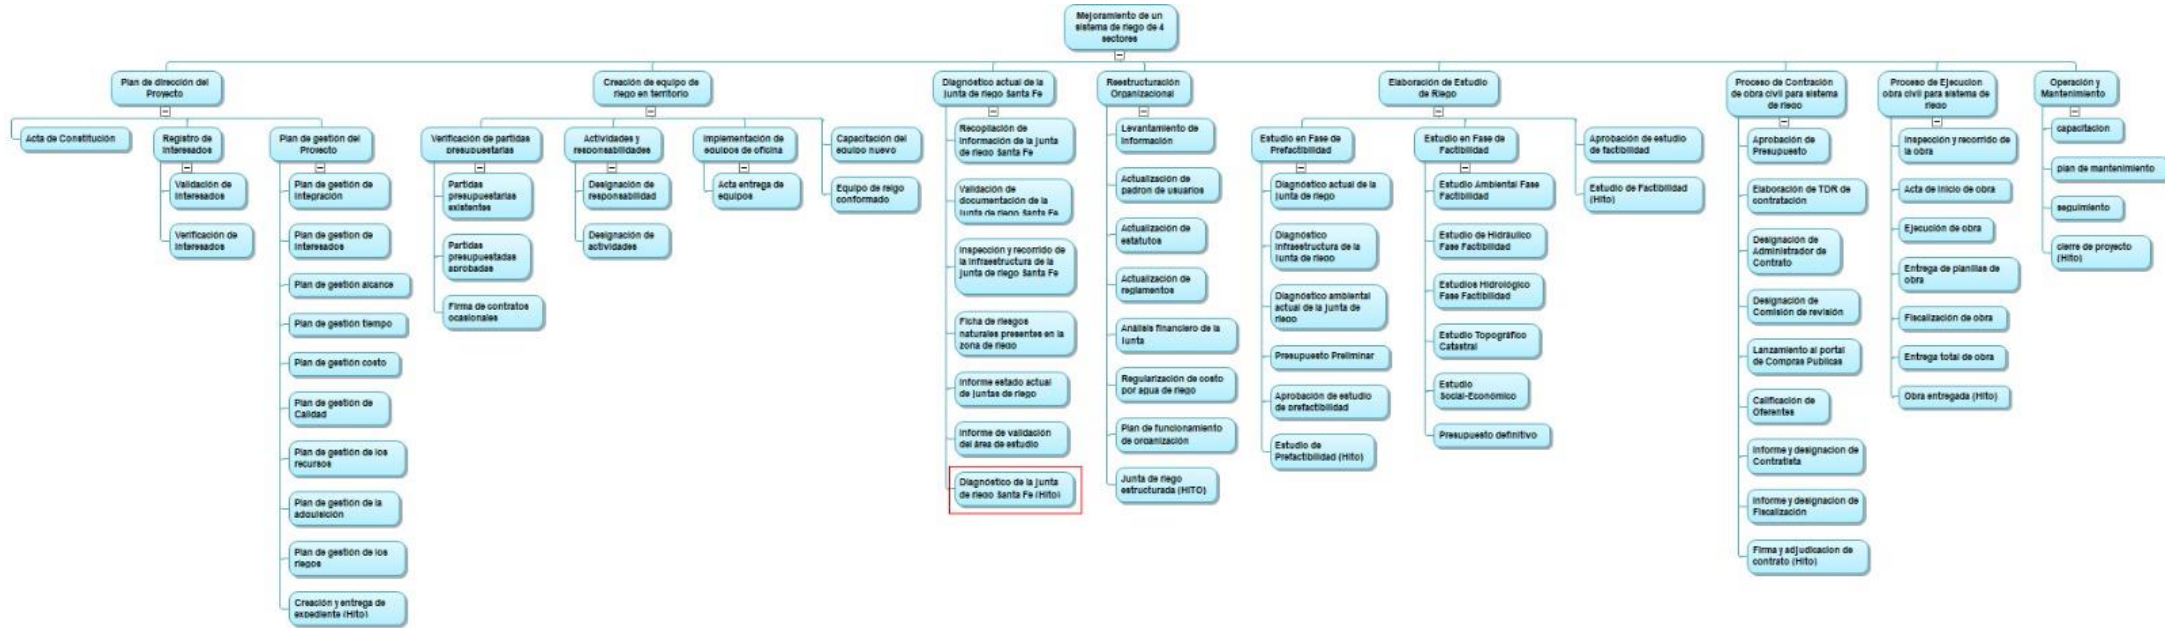 Mejoramiento de un
sistema de riego de 4
sectores
Plan de dirección del
Proyecto
Acta de Constitución
Registro de
Interesados
Validación de
Interesados
Verificación de
Interesados
Plan de gestión del
Proyecto
Plan de gestión de
Integración
Plan de gestion de
Interesados
Plan de gestión alcance
Plan de gestión tiempo
Plan de gestión costo
Plan de gestión de
Calidad
Plan de gestión de los
recursos
Plan de gestión de la
adquisición
Plan de gestión de los
riegos
Creación y entrega de
expediente (Hito)
Creación de equipo de
riego en territorio
Verificación de partidas
presupuestarias
Partidas
presupuestarias
existentes
Partidas
presupuestadas
aprobadas
Firma de contratos
ocasionales
Actividades y
responsabilidades
Designación de
responsabilidad
Designación de
actividades
Implementación de
equipos de oficina
Acta entrega de
equipos
Capacitación del
equipo nuevo
Equipo de reigo
conformado
Diagnóstico actual de la
Junta de riego Santa Fe
Recopilación de
Información de la junta
de riego Santa Fe
Validación de
documentación de la
Junta de riego Santa Fe
Inspección y recorrido de
la Infraestructura de la
junta de riego Santa Fe
Ficha de riesgos
naturales presentes en la
zona de riego
Informe estado actual
de juntas de riego
Informe de validación
del área de estudio
Diagnóstico de la Junta
de riego Santa Fe (Hito)
Reestructuración
Organizacional
Levantamiento de
Información
Actualización de
padron de usuarios
Actualización de
estatutos
Actualización de
reglamentos
Análisis financiero de la
Junta
Regularización de costo
por agua de riego
Plan de funcionamiento
de organización
Junta de riego
estructurada (HITO)
Elaboración de Estudio
de Riego
Estudio en Fase de
Prefactibilidad
Diagnóstico actual de la
Junta de riego
Diagnóstico
Infraestructura de la
Junta de riego
Diagnóstico ambiental
actual de la Junta de
riego
Presupuesto Preliminar
Aprobación de estudio
de prefactibilidad
Estudio de
Prefactibilidad (Hito)
Estudio en Fase de
Factibilidad
Estudio Ambiental Fase
Factibilidad
Estudio de Hidráulico
Fase Factibilidad
Estudios Hidrológico
Fase Factibilidad
Estudio Topográfico
Catastral
Estudio
Social-Económico
Presupuesto definitivo
Aprobación de estudio
de factibilidad
Estudio de Factibilidad
(Hito)
Proceso de Contración
de obra civil para sistema
de riego
Aprobación de
Presupuesto
Elaboración de TDR de
contratación
Designación de
Administrador de
Contrato
Designación de
Comisión de revisión
Lanzamiento al portal
de Compras Publicas
Calificación de
Oferentes
Informe y designacion de
Contratista
Informe y designacion de
Fiscalización
Firma y adjudicacion de
contrato (Hito)
Proceso de Ejecucion
obra civil para sistema de
riego
Inspección y recorrido de
la obra
Acta de Inicio de obra
Ejecución de obra
Entrega de planillas de
obra
Fiscalización de obra
Entrega total de obra
Obra entregada (Hito)
Operación y
Mantenimiento
capacitacion
plan de mantenimiento
seguimiento
cierre de proyecto
(Hito)